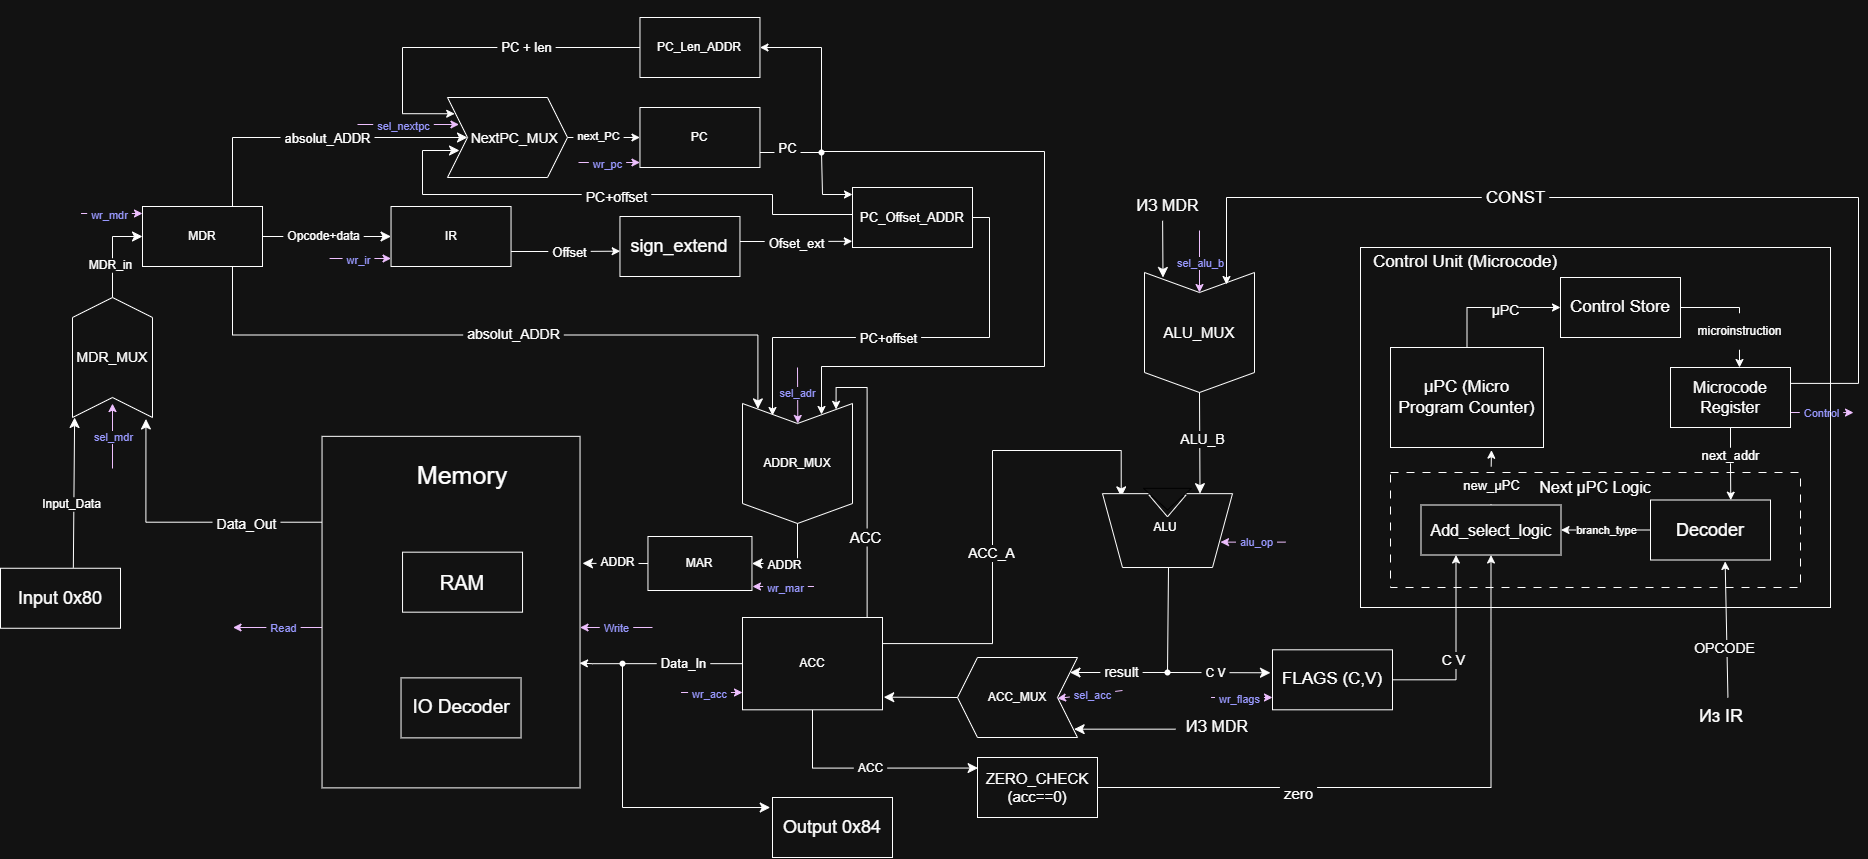 PC + len
PC_Len_ADDR
sel_nextpc
absolut_ADDR
NextPC_MUX
next_PC
PC
wr_pc
PC
PC+offset
wr_mdr
MDR
Opcode+data
IR
wr_ir
Offset
sign_extend
Ofset_ext
PC_Offset_ADDR
MDR_in
MDR_MUX
sel_mdr
absolut_ADDR
PC+offset
sel_adr
ADDR_MUX
Input_Data
Data_Out
Input 0x80
Memory
RAM
IO Decoder
Read
Write
ADDR
MAR
ADDR
wr_mar
ACC
Data_In
ACC
wr_acc
Output 0x84
ACC
ZERO_CHECK
(acc==0)
zero
ACC_MUX
sel_acc
result
C V
wr_flags
FLAGS (C,V)
C V
ИЗ MDR
ACC_A
ИЗ MDR
CONST
sel_alu_b
ALU_MUX
ALU_B
ALU
alu_op
Control Unit (Microcode)
µPC
Control Store
microinstruction
µPC (Micro
Program Counter)
Microcode
Register
Control
next_addr
new_µPC
Next µPC Logic
Add_select_logic
branch_type
Decoder
OPCODE
Из IR